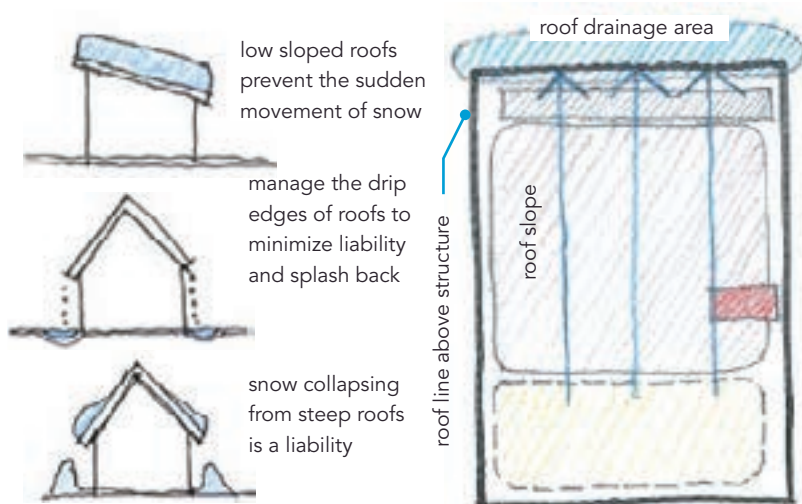 low sloped roofs
prevent the sudden
movement of snow
manage the drip
edges of roofs to
minimize liability
and splash back
snow collapsing
from steep roofs
is a liability
roof drainage area
roof line above structure
roof slope